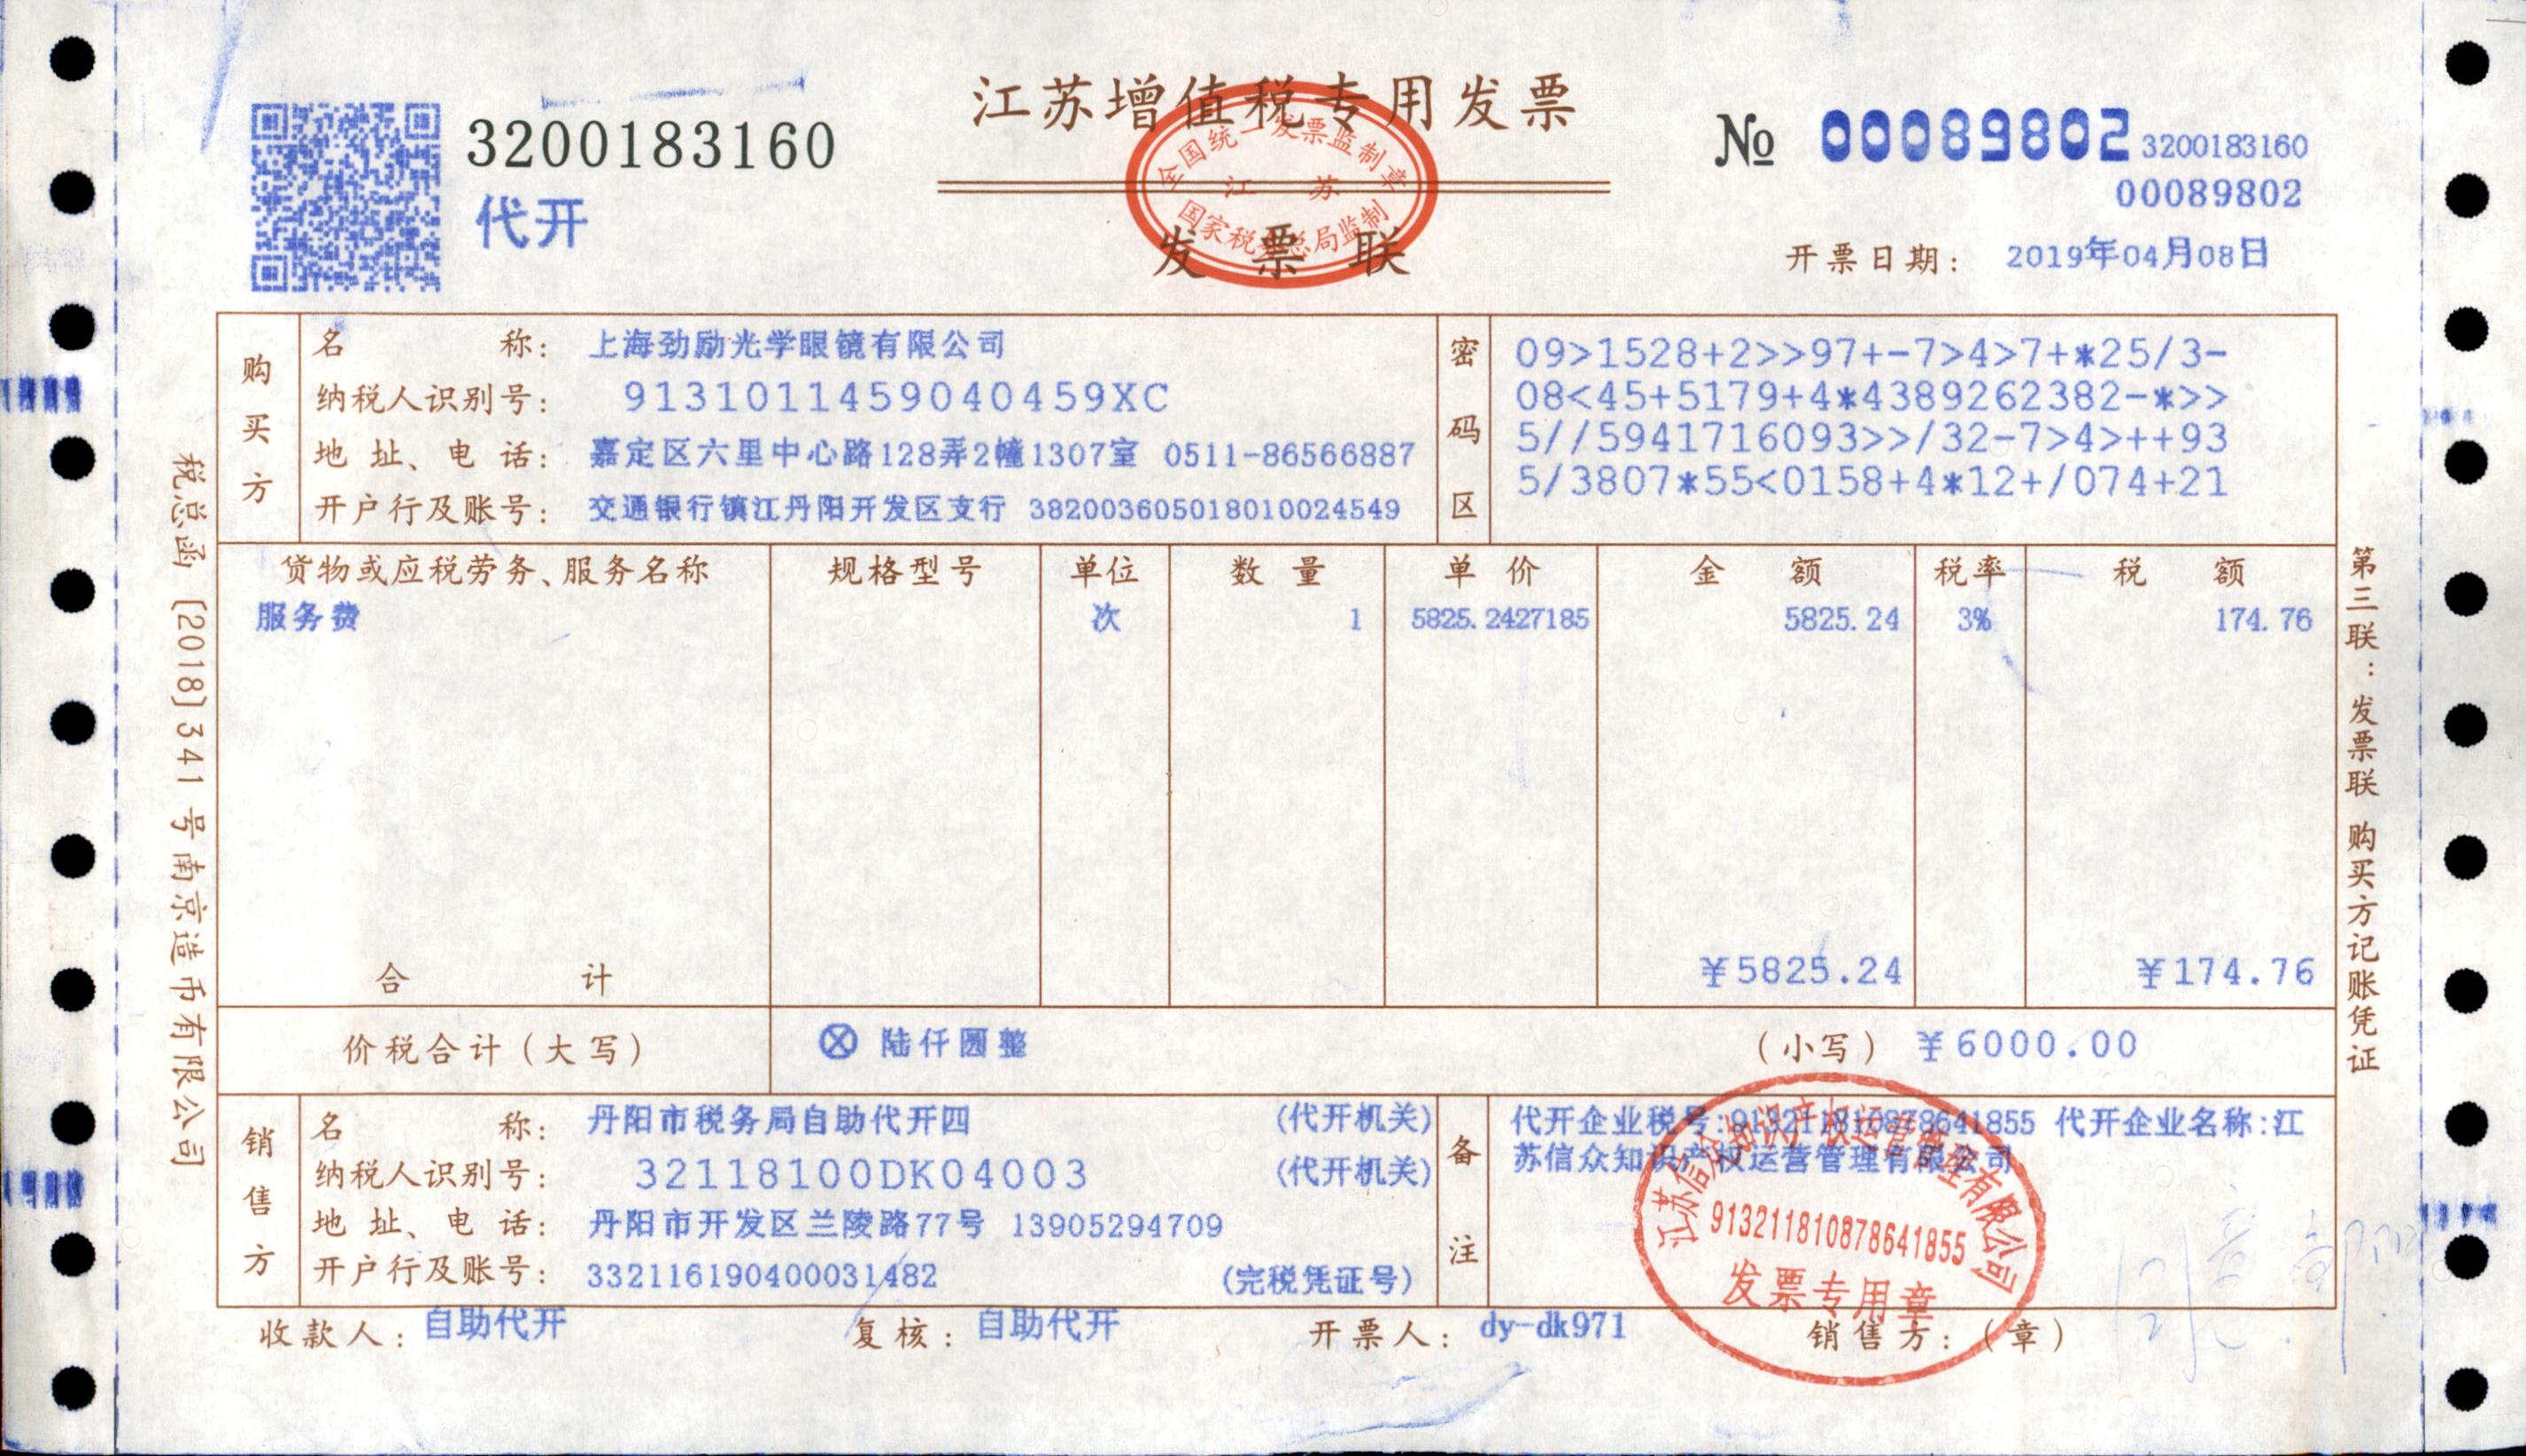 江苏增值税专用发票
3200183160
代开
全国统一发票监制章
江 苏
国家税务总局监制
发 票 联
№ 00089802
3200183160
00089802
开票日期: 2019年04月08日
购买方
名 称: 上海劲励光学眼镜有限公司
纳税人识别号: 9131011459040459XC
地 址、电 话: 嘉定区六里中心路128弄2幢1307室 0511-86566887
开户行及账号: 交通银行镇江丹阳开发区支行 382003605018010024549
密码区
09>1528+2>>97+-7>4>7+*25/3-
08<45+5179+4*4389262382-*>>
5//5941716093>>/32-7>4>++93
5/3807*55<0158+4*12+/074+21
货物或应税劳务、服务名称 规格型号 单位 数 量 单 价 金 额 税率 税 额
服务费 次 1 5825.2427185 5825.24 3% 174.76
合 计 ¥5825.24 ¥174.76
价税合计(大写) ⊗ 陆仟圆整 (小写) ¥6000.00
销售方
名 称: 丹阳市税务局自助代开四 (代开机关)
纳税人识别号: 32118100DK04003 (代开机关)
地 址、电 话: 丹阳市开发区兰陵路77号 13905294709
开户行及账号: 332116190400031482 (完税凭证号)
备注
代开企业税号:913211810878641855 代开企业名称:江
苏信众知识产权运营管理有限公司
江苏信众知识产权运营管理有限公司
913211810878641855
发票专用章
收款人: 自助代开 复核: 自助代开 开票人: dy-dk971 销售方: (章)
税总函 [2018]341 号南京造币有限公司
第三联: 发票联 购买方记账凭证